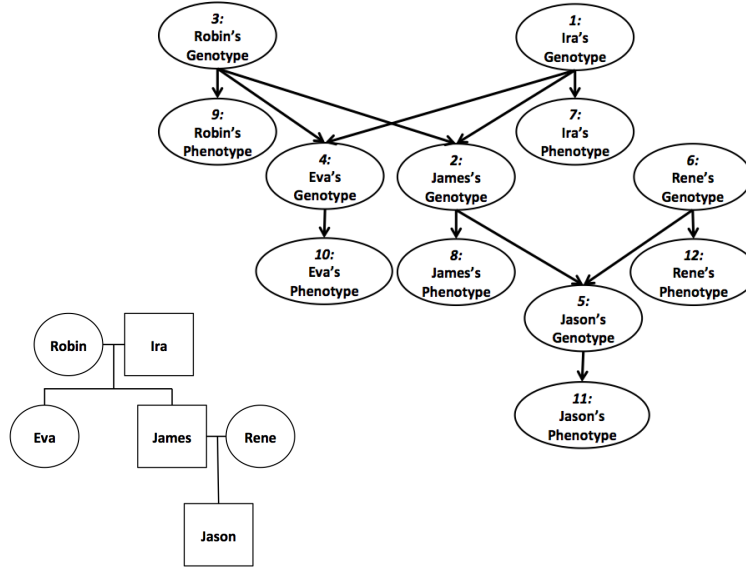 3:
Robin's
Genotype
1:
Ira's
Genotype
9:
Robin's
Phenotype
7:
Ira's
Phenotype
4:
Eva's
Genotype
2:
James's
Genotype
6:
Rene's
Genotype
10:
Eva's
Phenotype
8:
James's
Phenotype
12:
Rene's
Phenotype
5:
Jason's
Genotype
11:
Jason's
Phenotype
Robin
Ira
Eva
James
Rene
Jason